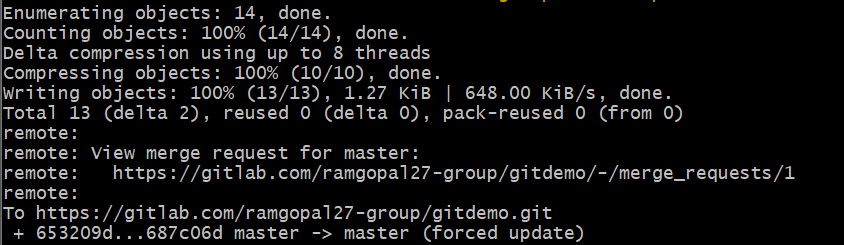 Enumerating objects: 14, done.
Counting objects: 100% (14/14), done.
Delta compression using up to 8 threads
Compressing objects: 100% (10/10), done.
Writing objects: 100% (13/13), 1.27 KiB | 648.00 KiB/s, done.
Total 13 (delta 2), reused 0 (delta 0), pack-reused 0 (from 0)
remote:
remote: View merge request for master:
remote:   https://gitlab.com/ramgopal27-group/gitdemo/-/merge_requests/1
remote:
To https://gitlab.com/ramgopal27-group/gitdemo.git
 + 653209d...687c06d master -> master (forced update)